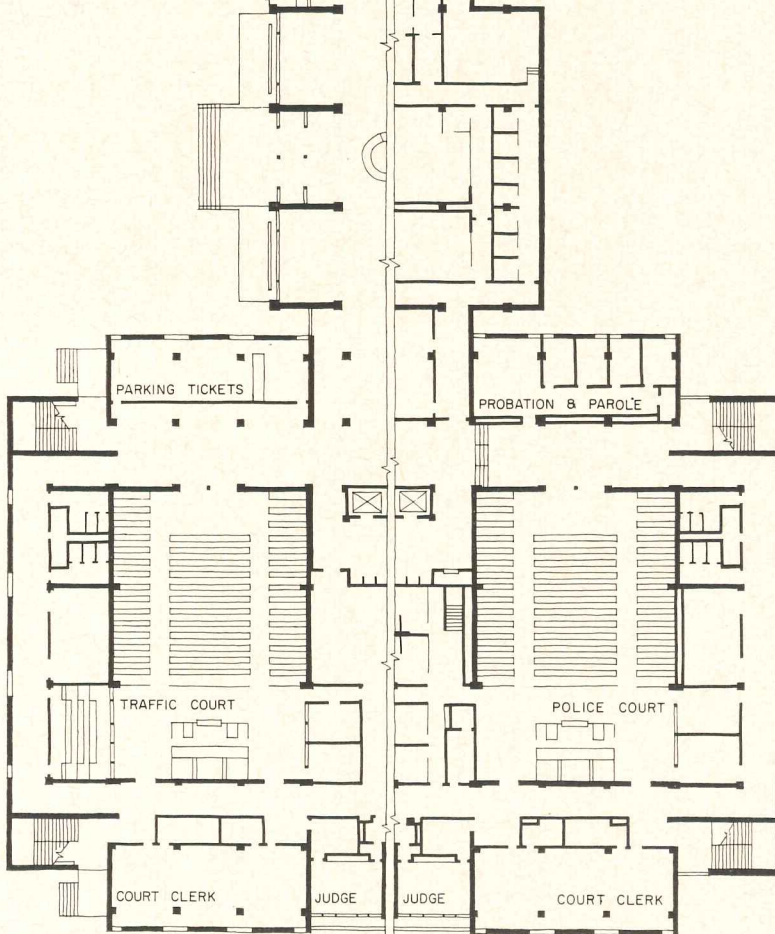 PARKING TICKETS
PROBATION & PAROLE
TRAFFIC COURT
POLICE COURT
COURT CLERK
JUDGE
JUDGE
COURT CLERK